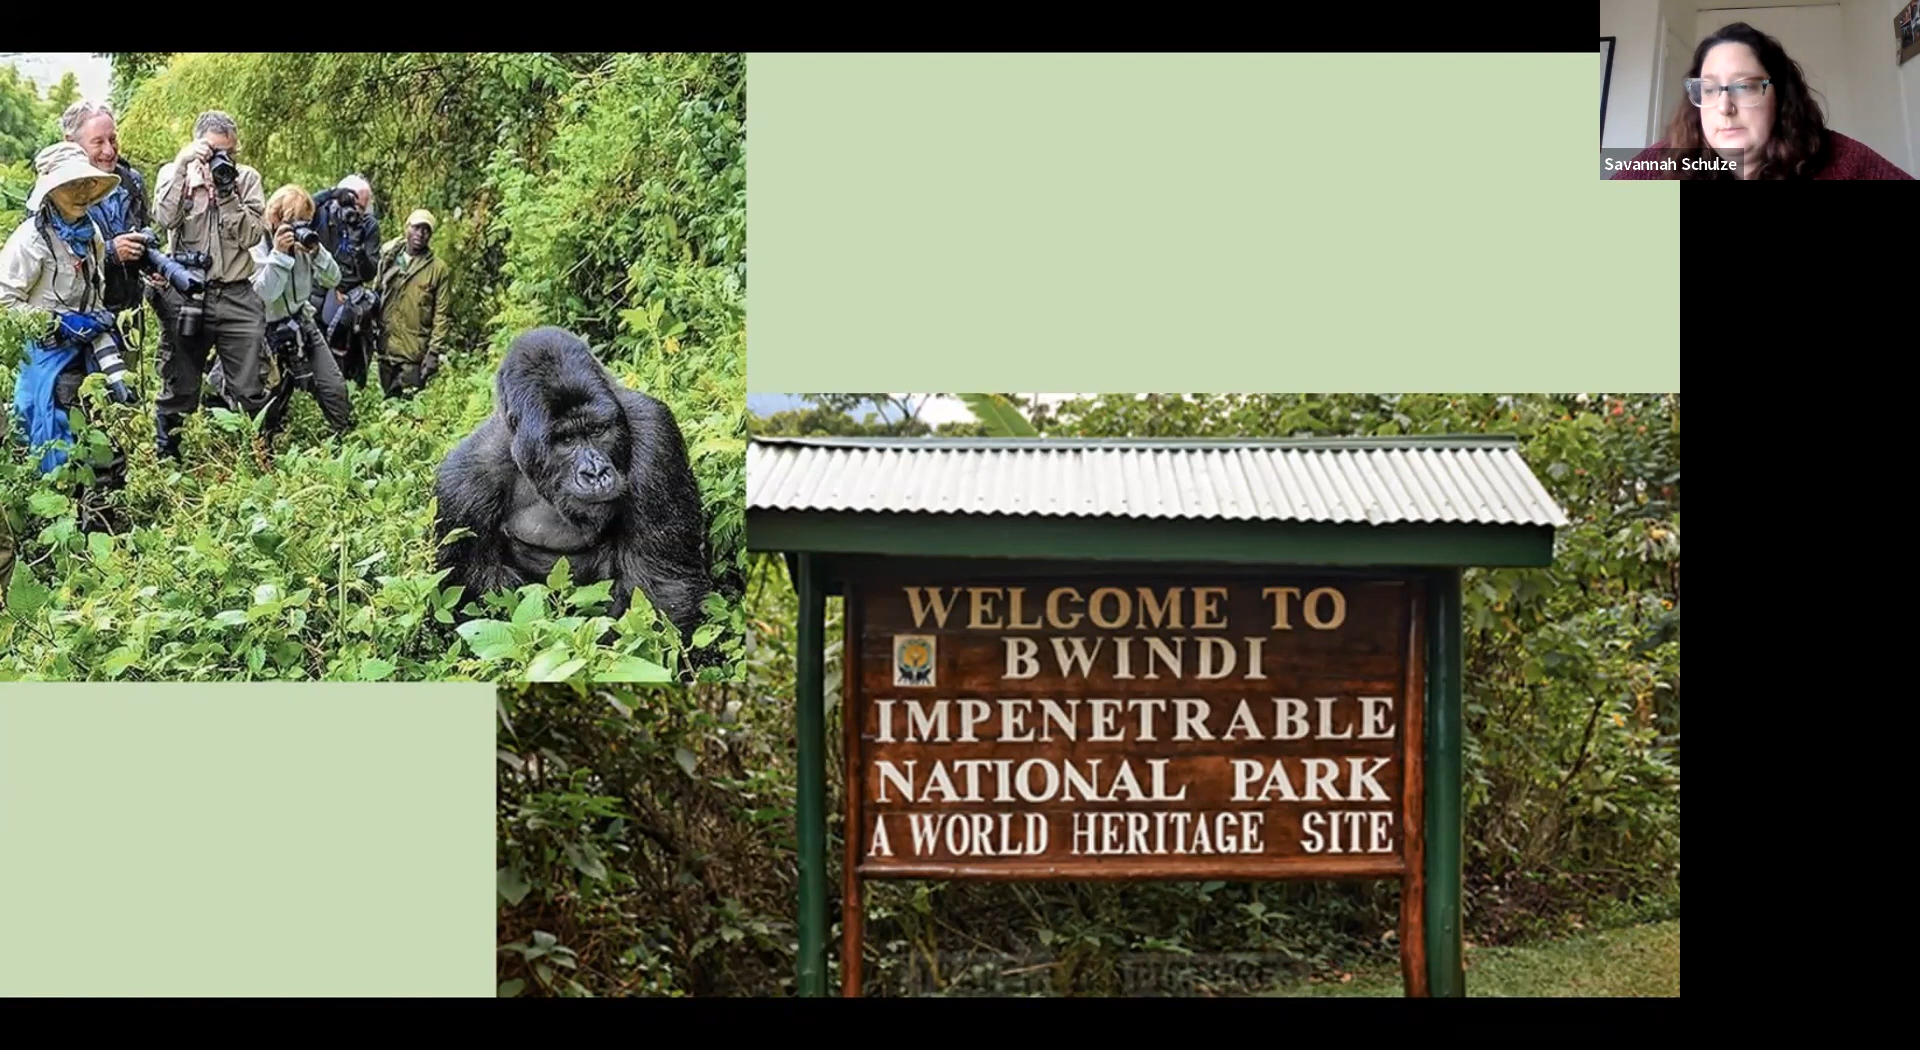 Savannah Schulze
WELCOME TO
BWINDI
IMPENETRABLE
NATIONAL PARK
A WORLD HERITAGE SITE